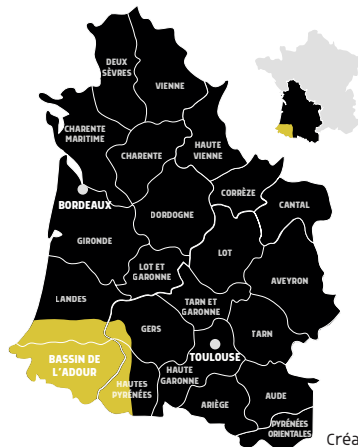 DEUX
SÈVRES
VIENNE
CHARENTE
MARITIME
CHARENTE
HAUTE
VIENNE
CORRÈZE
CANTAL
BORDEAUX
DORDOGNE
GIRONDE
LOT
LOT ET
GARONNE
AVEYRON
LANDES
TARN ET
GARONNE
GERS
TARN
TOULOUSE
BASSIN DE
L'ADOUR
HAUTES
PYRÉNÉES
HAUTE
GARONNE
ARIÈGE
AUDE
PYRÉNÉES
ORIENTALES
Créa